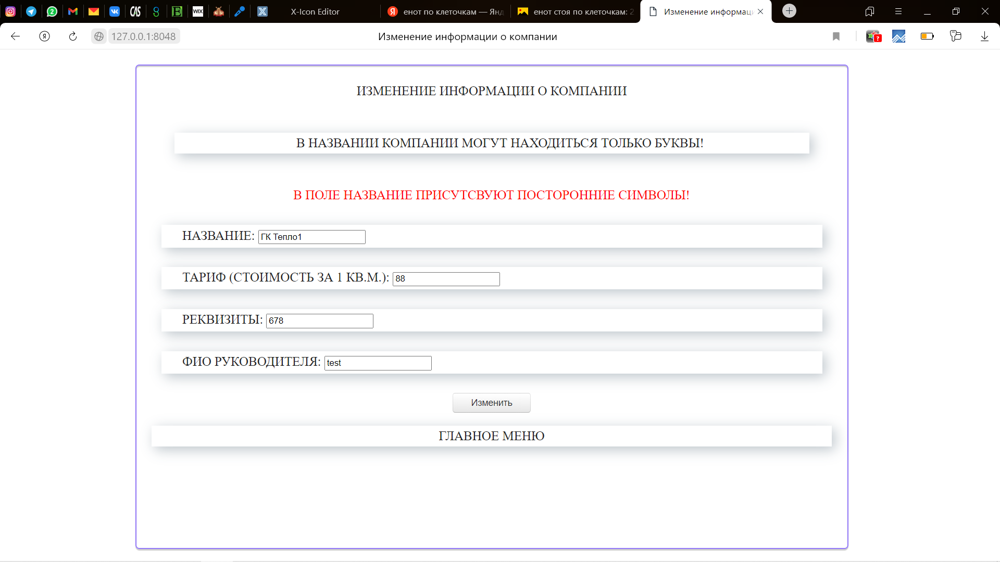 X-Icon Editor
енот по клеточкам — Янд
енот стоя по клеточкам: 2
Изменение информаци
127.0.0.1:8048
Изменение информации о компании
ИЗМЕНЕНИЕ ИНФОРМАЦИИ О КОМПАНИИ
В НАЗВАНИИ КОМПАНИИ МОГУТ НАХОДИТЬСЯ ТОЛЬКО БУКВЫ!
В ПОЛЕ НАЗВАНИЕ ПРИСУТСВУЮТ ПОСТОРОННИЕ СИМВОЛЫ!
НАЗВАНИЕ: ГК Тепло1
ТАРИФ (СТОИМОСТЬ ЗА 1 КВ.М.): 88
РЕКВИЗИТЫ: 678
ФИО РУКОВОДИТЕЛЯ: test
Изменить
ГЛАВНОЕ МЕНЮ